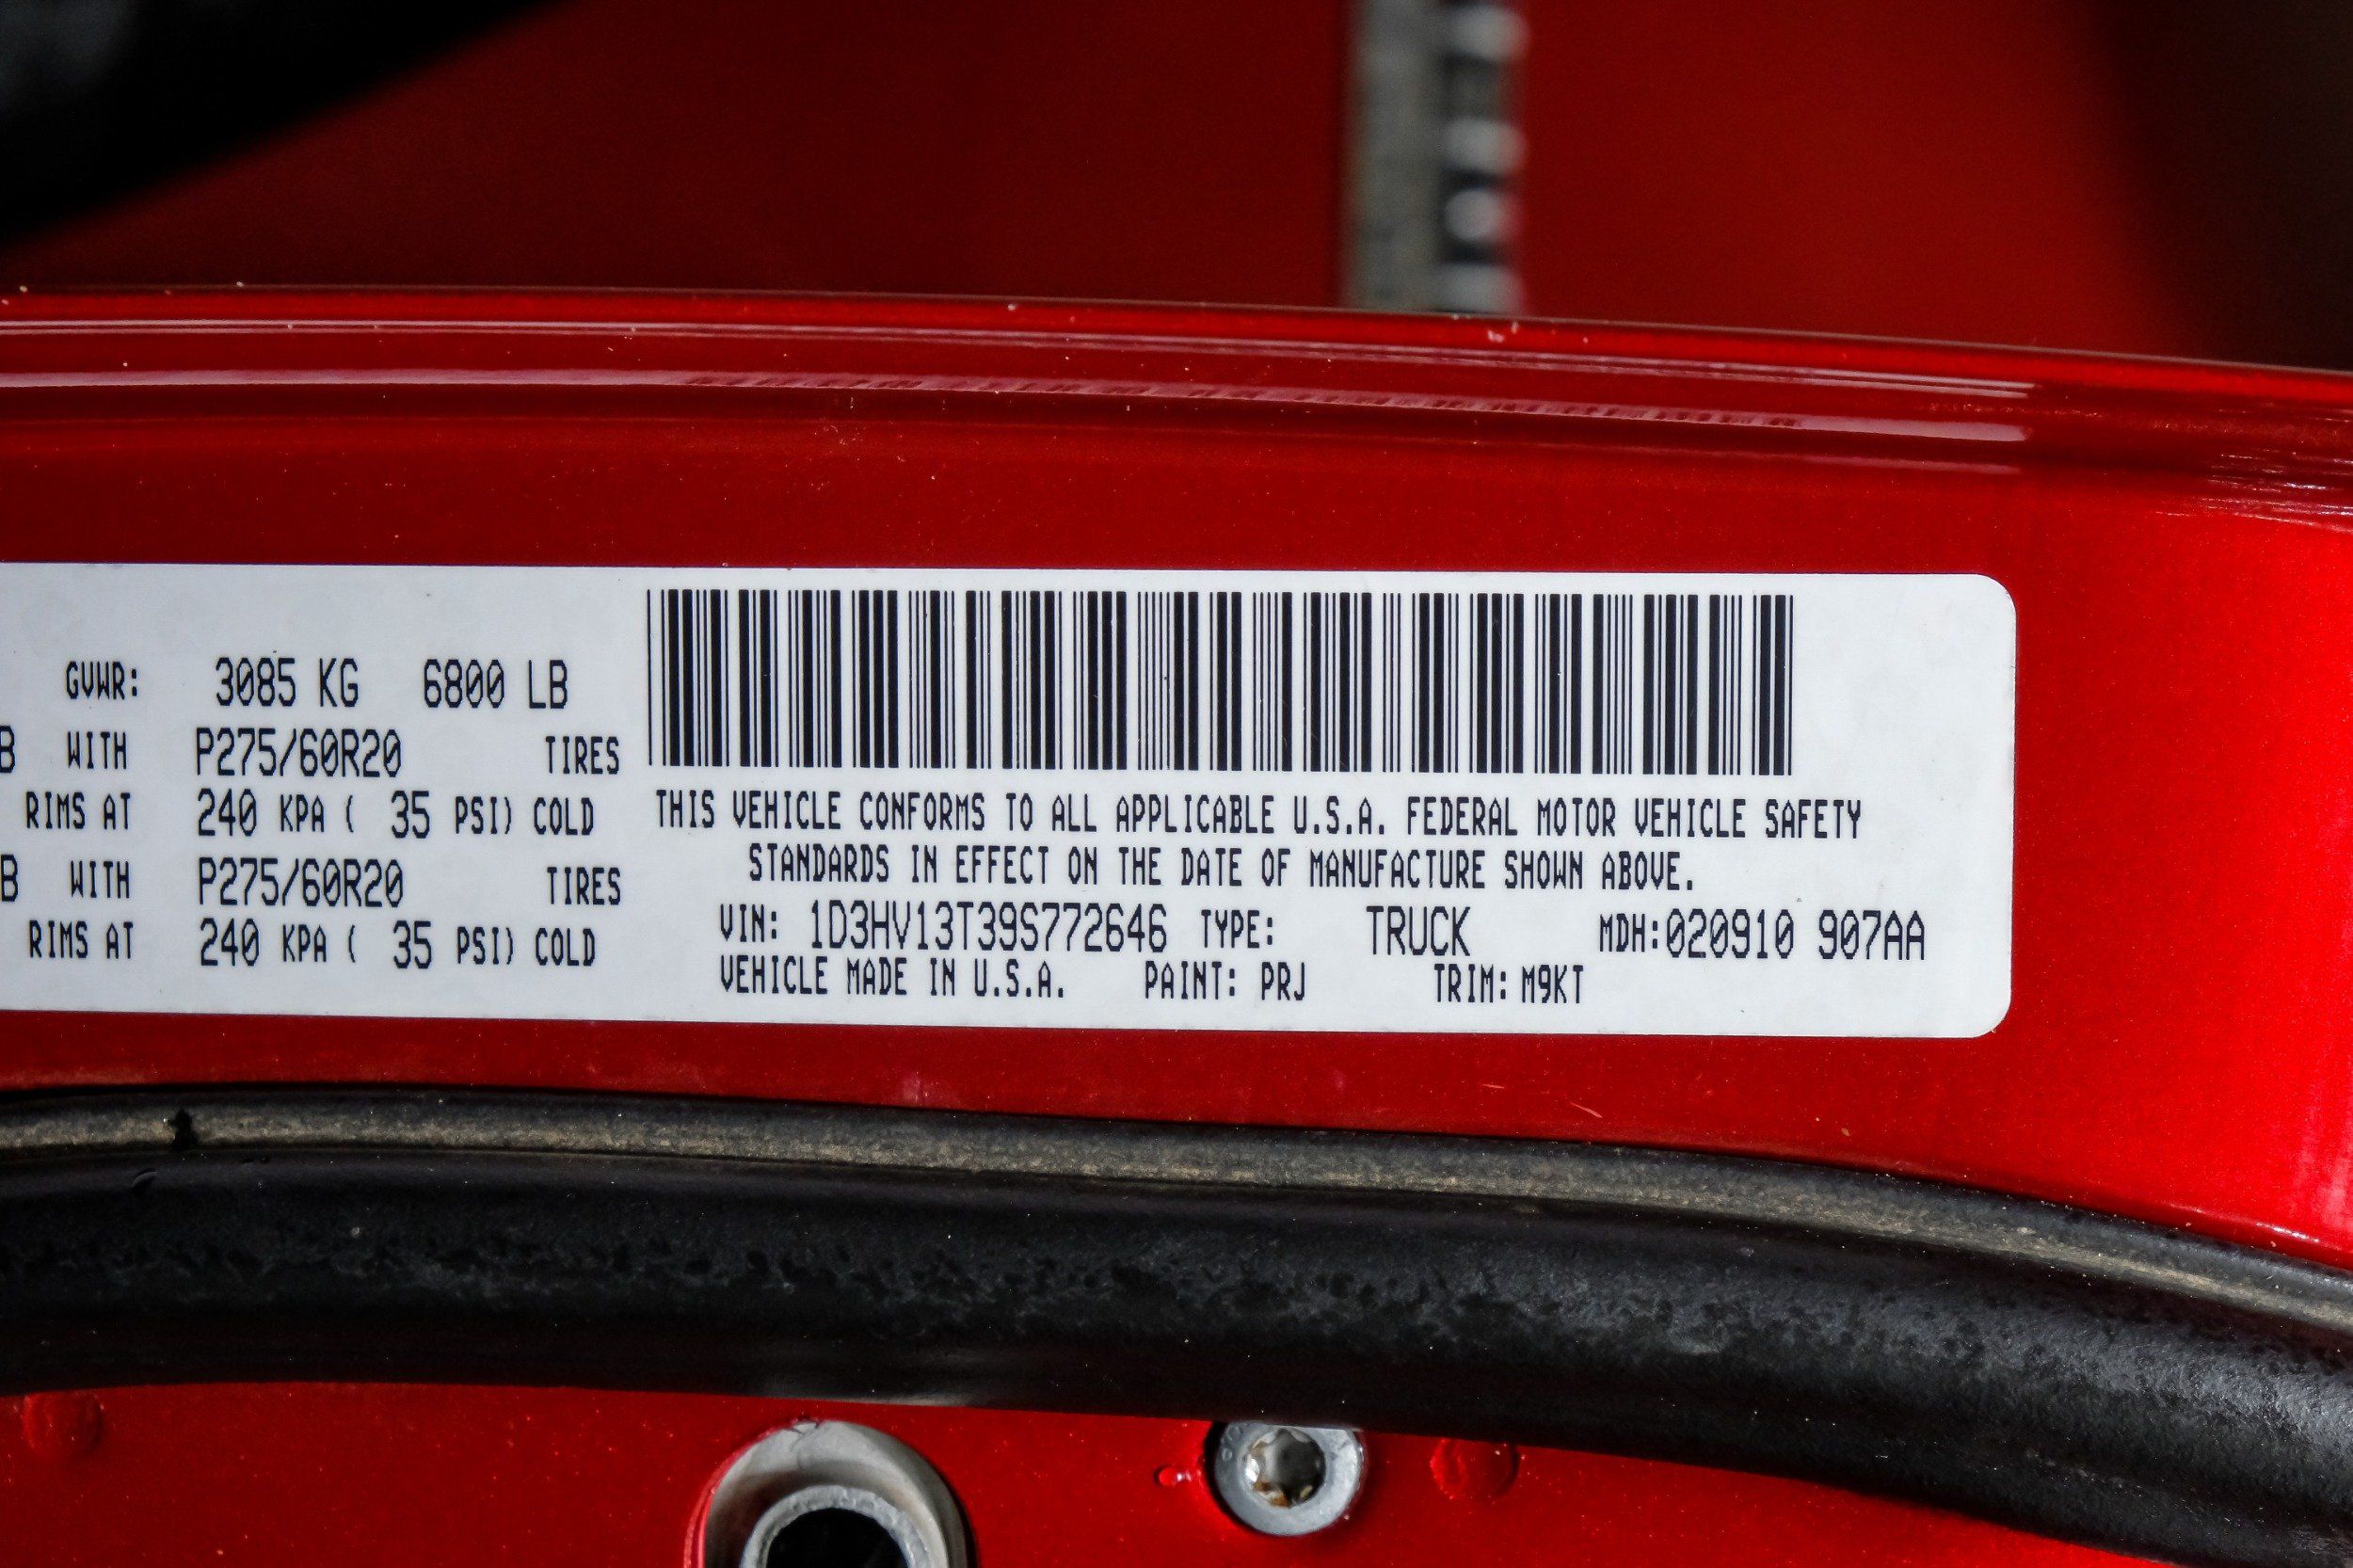 GVWR: 3085 KG 6800 LB
B WITH P275/60R20 TIRES
RIMS AT 240 KPA ( 35 PSI) COLD
B WITH P275/60R20 TIRES
RIMS AT 240 KPA ( 35 PSI) COLD
THIS VEHICLE CONFORMS TO ALL APPLICABLE U.S.A. FEDERAL MOTOR VEHICLE SAFETY
STANDARDS IN EFFECT ON THE DATE OF MANUFACTURE SHOWN ABOVE.
VIN: 1D3HV13T39S772646 TYPE: TRUCK MDH:020910 907AA
VEHICLE MADE IN U.S.A. PAINT: PRJ TRIM: M9KT